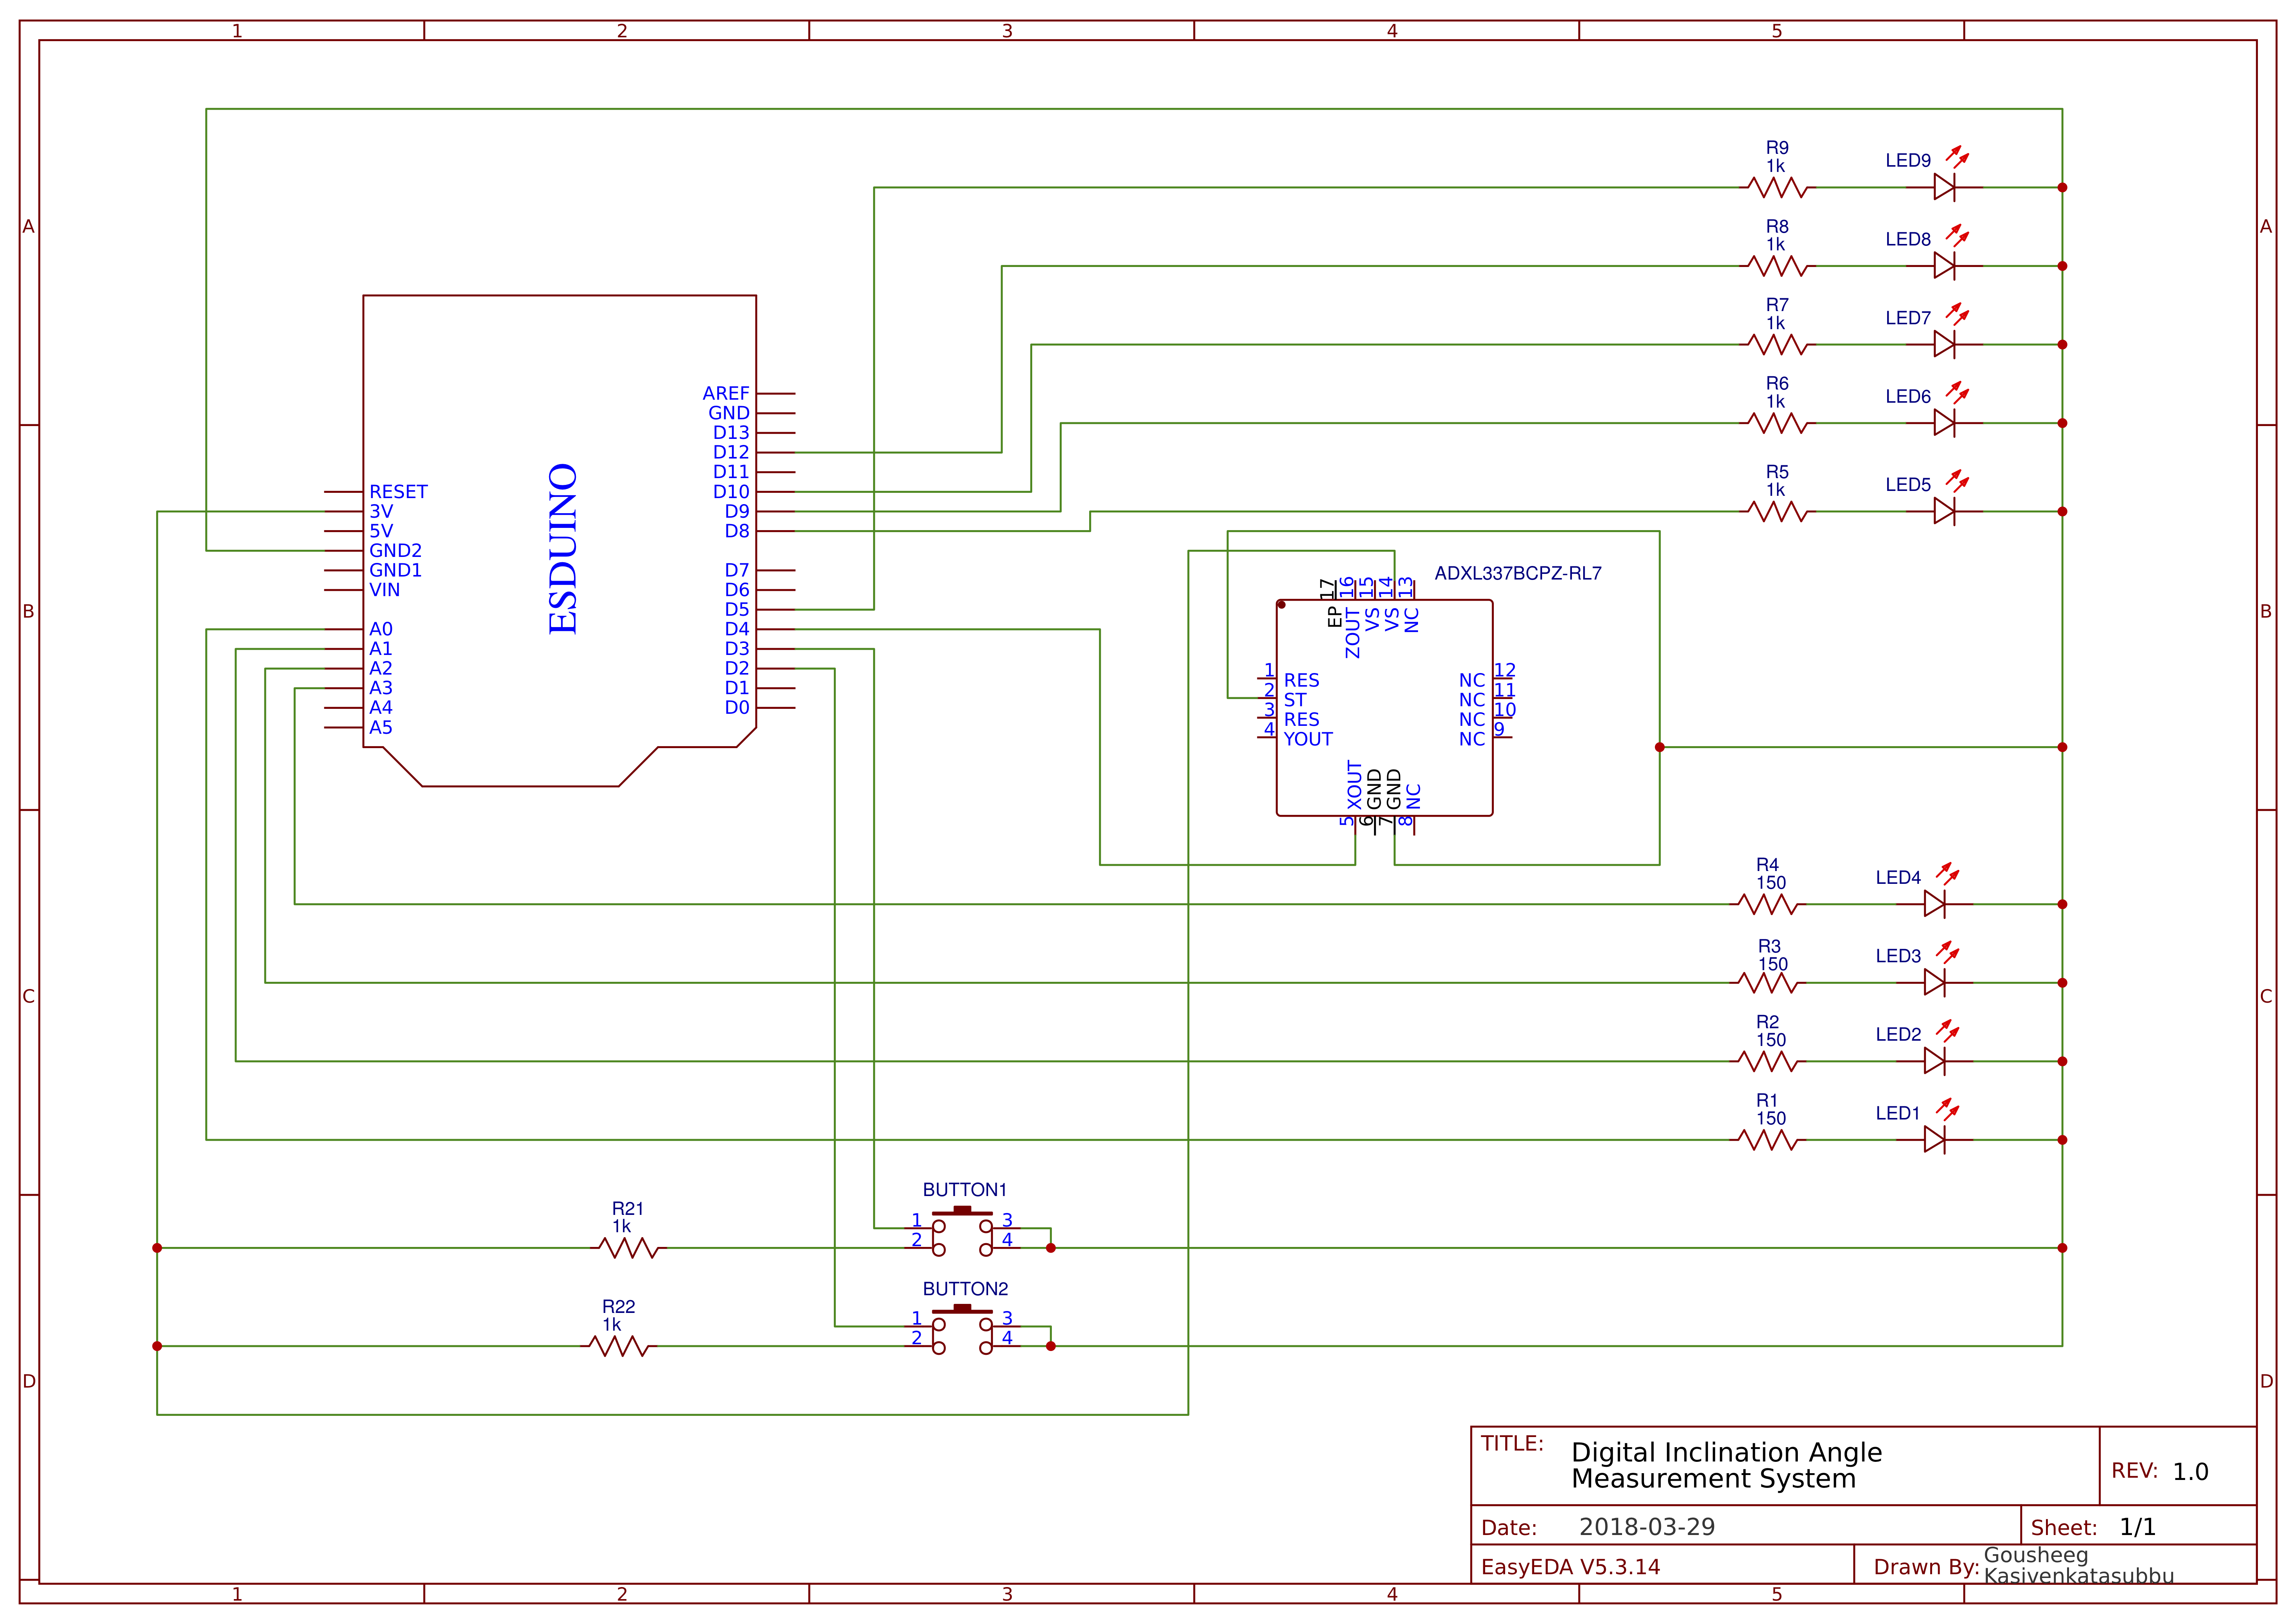 1 2 3 4 5
A A
R9
1k
LED9
R8
1k
LED8
R7
1k
LED7
R6
1k
LED6
R5
1k
LED5
ESDUINO
RESET
3V
5V
GND2
GND1
VIN
A0
A1
A2
A3
A4
A5
AREF
GND
D13
D12
D11
D10
D9
D8
D7
D6
D5
D4
D3
D2
D1
D0
B B
ADXL337BCPZ-RL7
17 16 15 14 13
EP ZOUT VS VS NC
1 RES
2 ST
3 RES
4 YOUT
NC 12
NC 11
NC 10
NC 9
XOUT GND GND NC
5 6 7 8
R4
150
LED4
R3
150
LED3
C C
R2
150
LED2
R1
150
LED1
BUTTON1
1 3
2 4
R21
1k
BUTTON2
1 3
2 4
R22
1k
D D
TITLE: Digital Inclination Angle
Measurement System
REV: 1.0
Date: 2018-03-29
Sheet: 1/1
EasyEDA V5.3.14
Drawn By: Gousheeg
Kasivenkatasubbu
1 2 3 4 5